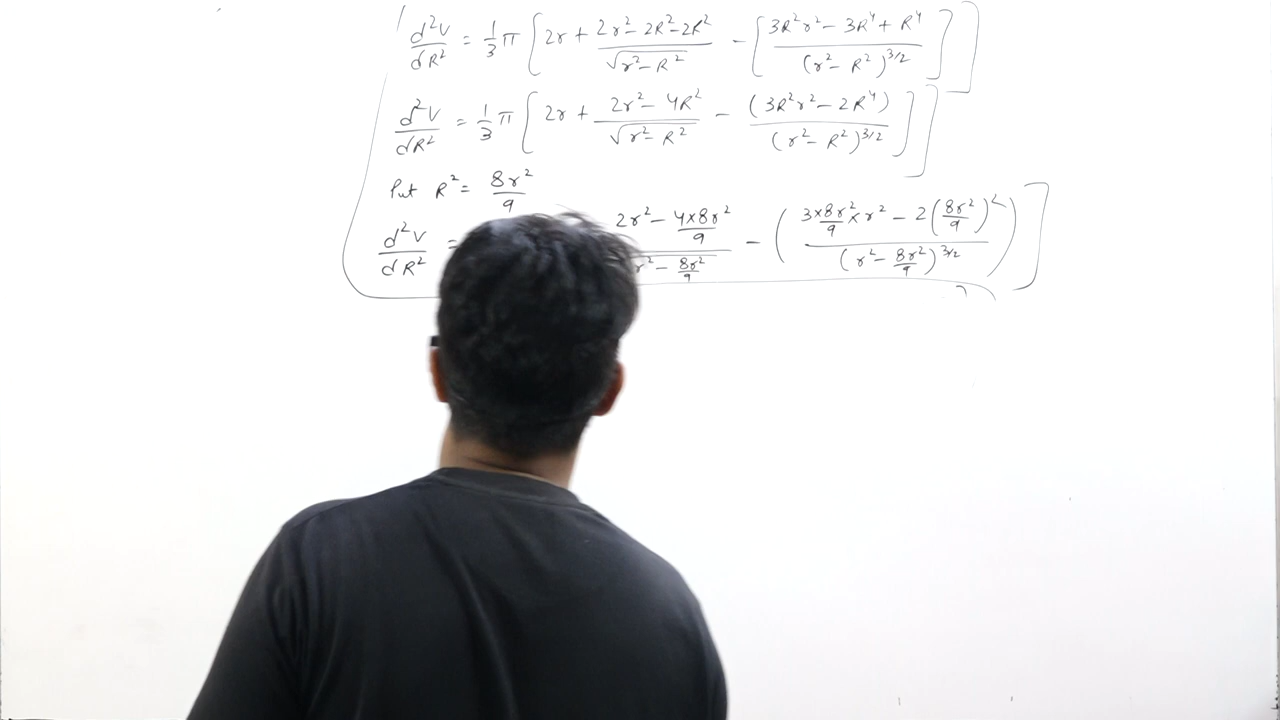 d²V/dR² = 1/3 π [2r + (2r² - 2R² - 2R²)/√(r² - R²) - [(3R²r² - 3R⁴ + R⁴)/(r² - R²)^3/2]]
d²V/dR² = 1/3 π [2r + (2r² - 4R²)/√(r² - R²) - (3R²r² - 2R⁴)/(r² - R²)^3/2]]
Put R² = 8r²/9
d²V/dR² = (2r² - 4×8r²/9)/(r² - 8r²/9) - ((3×8r²/9 × r² - 2(8r²/9)²)/(r² - 8r²/9)^3/2)]